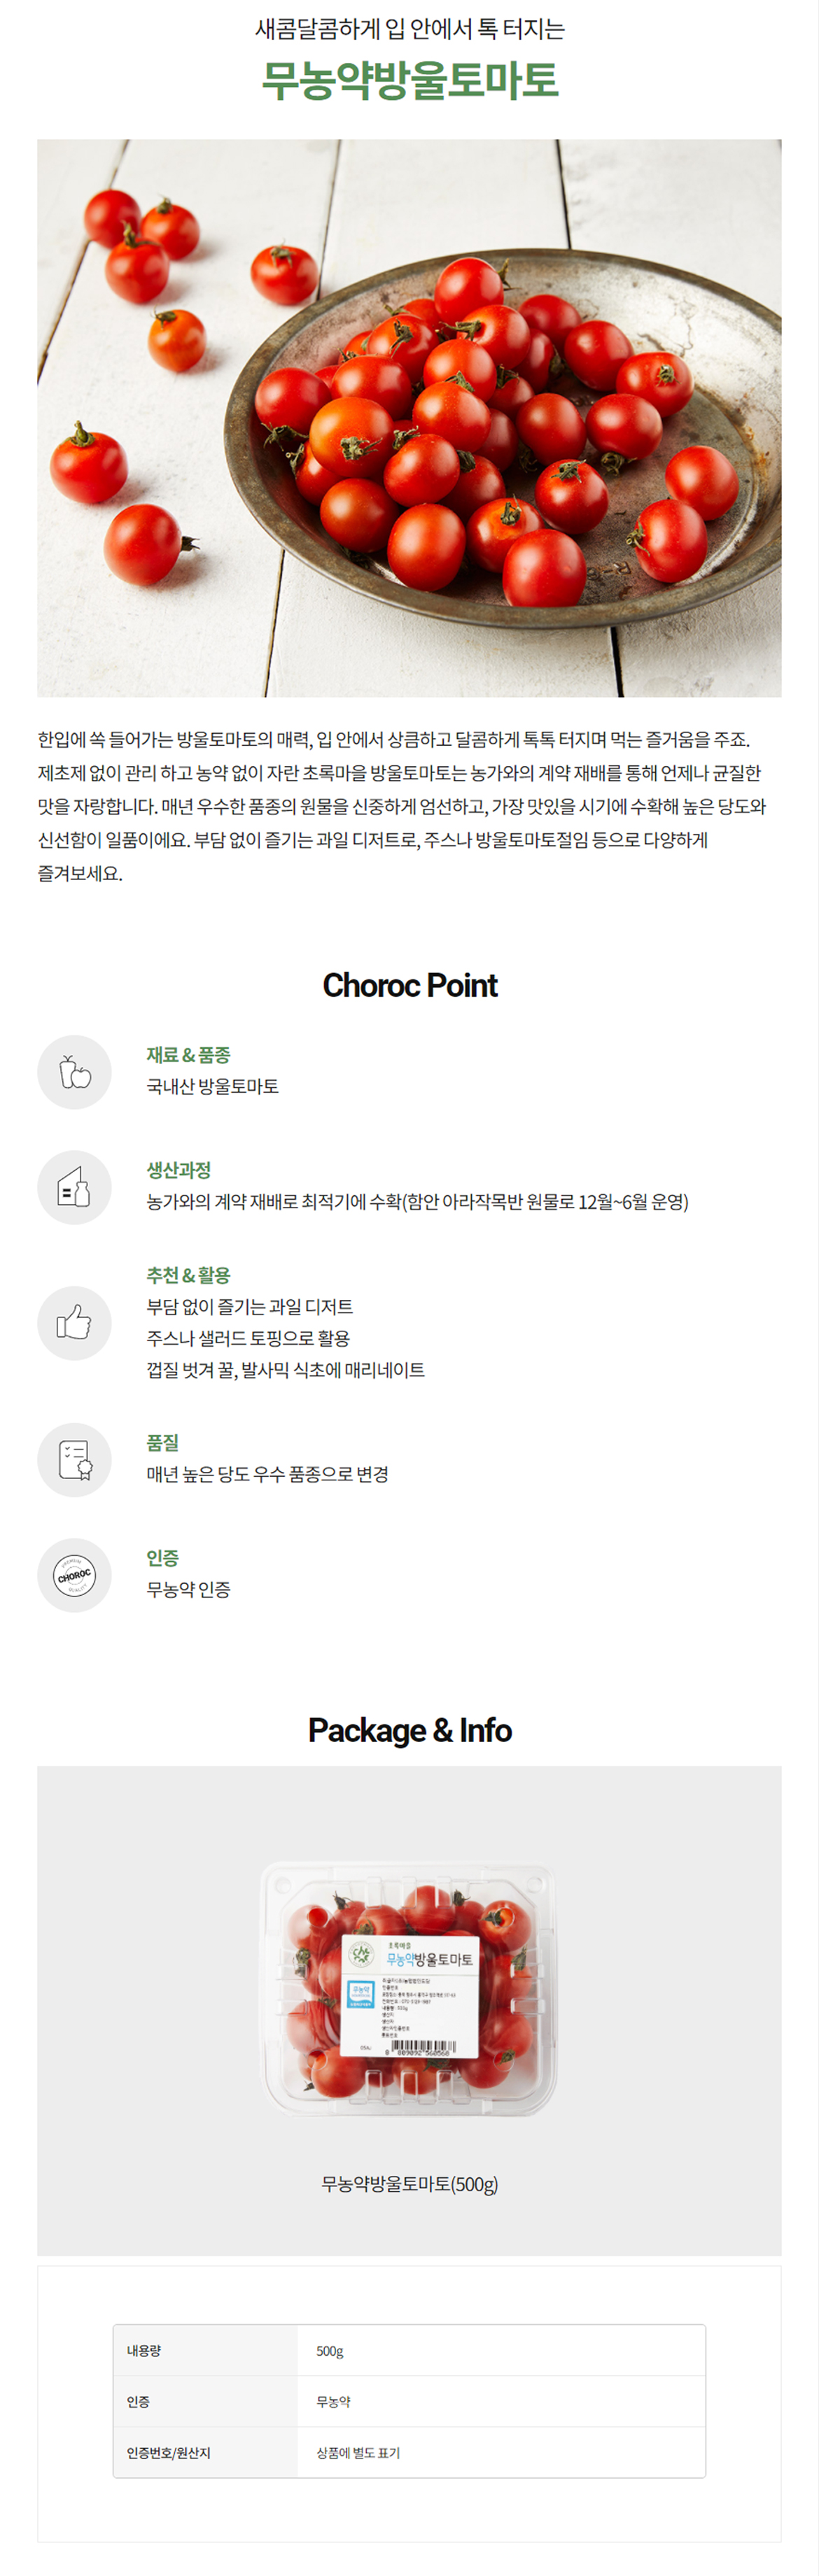 새콤달콤하게 입 안에서 톡 터지는
무농약방울토마토
한입에 쏙 들어가는 방울토마토의 매력, 입 안에서 상큼하고 달콤하게 톡톡 터지며 먹는 즐거움을 주죠.
제초제 없이 관리 하고 농약 없이 자란 초록마을 방울토마토는 농가와의 계약 재배를 통해 언제나 균질한
맛을 자랑합니다. 매년 우수한 품종의 원물을 신중하게 엄선하고, 가장 맛있을 시기에 수확해 높은 당도와
신선함이 일품이에요. 부담 없이 즐기는 과일 디저트로, 주스나 방울토마토절임 등으로 다양하게
즐겨보세요.
Choroc Point
재료 & 품종
국내산 방울토마토
생산과정
농가와의 계약 재배로 최적기에 수확(함안 아라작목반 원물로 12월~6월 운영)
추천 & 활용
부담 없이 즐기는 과일 디저트
주스나 샐러드 토핑으로 활용
껍질 벗겨 꿀, 발사믹 식초에 매리네이트
품질
매년 높은 당도 우수 품종으로 변경
PREMIUM
CHOROC
QUALITY
인증
무농약 인증
Package & Info
초록마을
무농약방울토마토
무농약
무농약방울토마토(500g)
내용량 500g
인증 무농약
인증번호/원산지 상품에 별도 표기